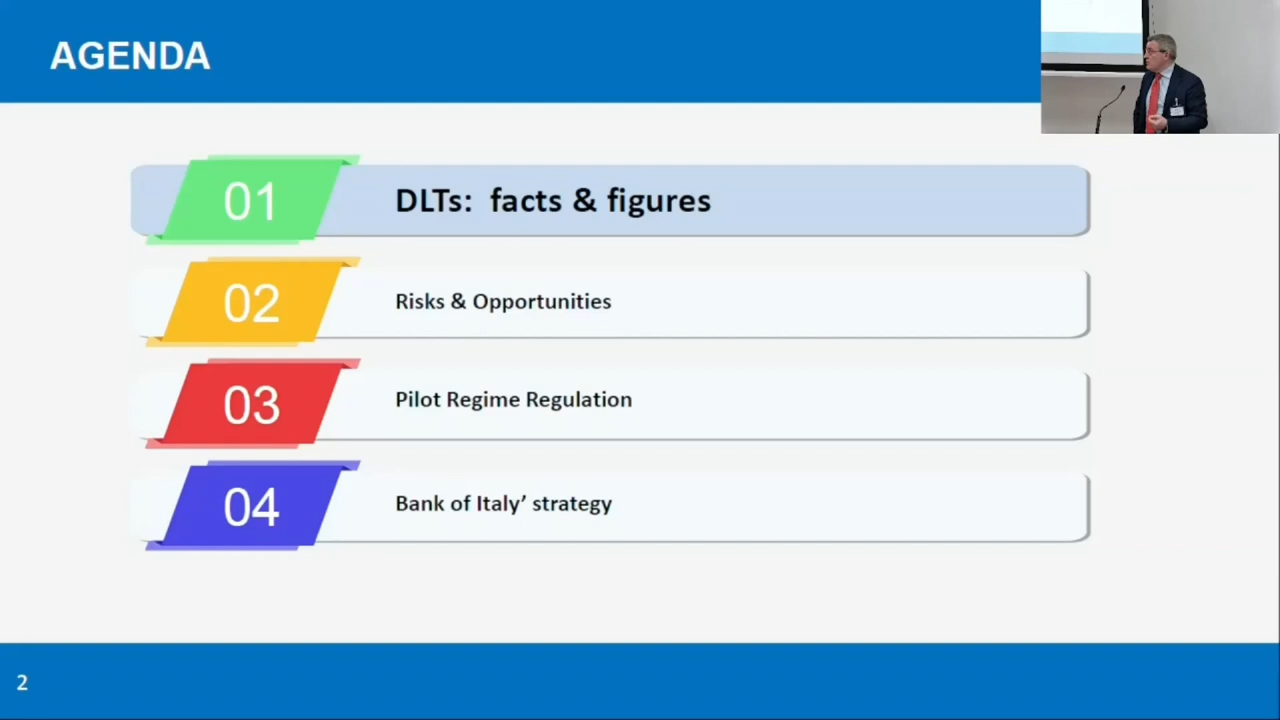 AGENDA
01
DLTs: facts & figures
02
Risks & Opportunities
03
Pilot Regime Regulation
04
Bank of Italy’ strategy
2